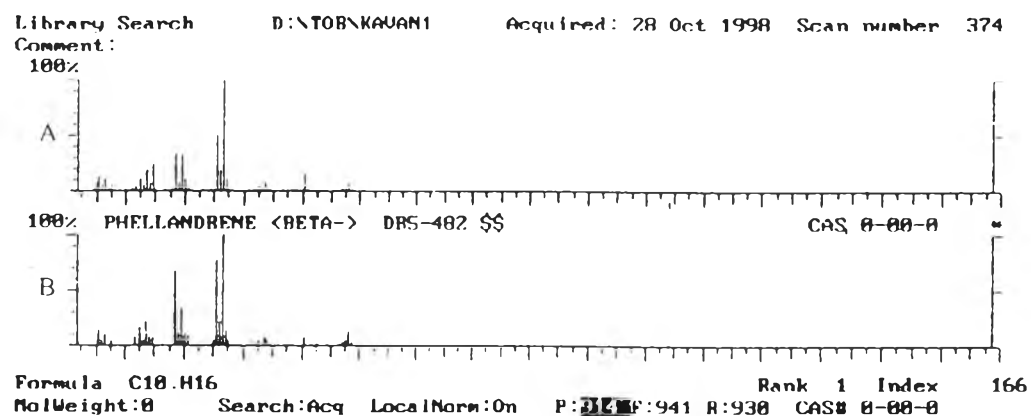 Library Search D:\TOB\KAVAN1 Acquired: 28 Oct 1998 Scan number 374
Comment:
100%
A
100% PHELLANDRENE <BETA-> DB5-402 $$ CAS 0-00-0
B
Formula C10.H16 Rank 1 Index 166
MolWeight:0 Search:Acq LocalNorm:On F:941 R:930 CAS# 0-00-0